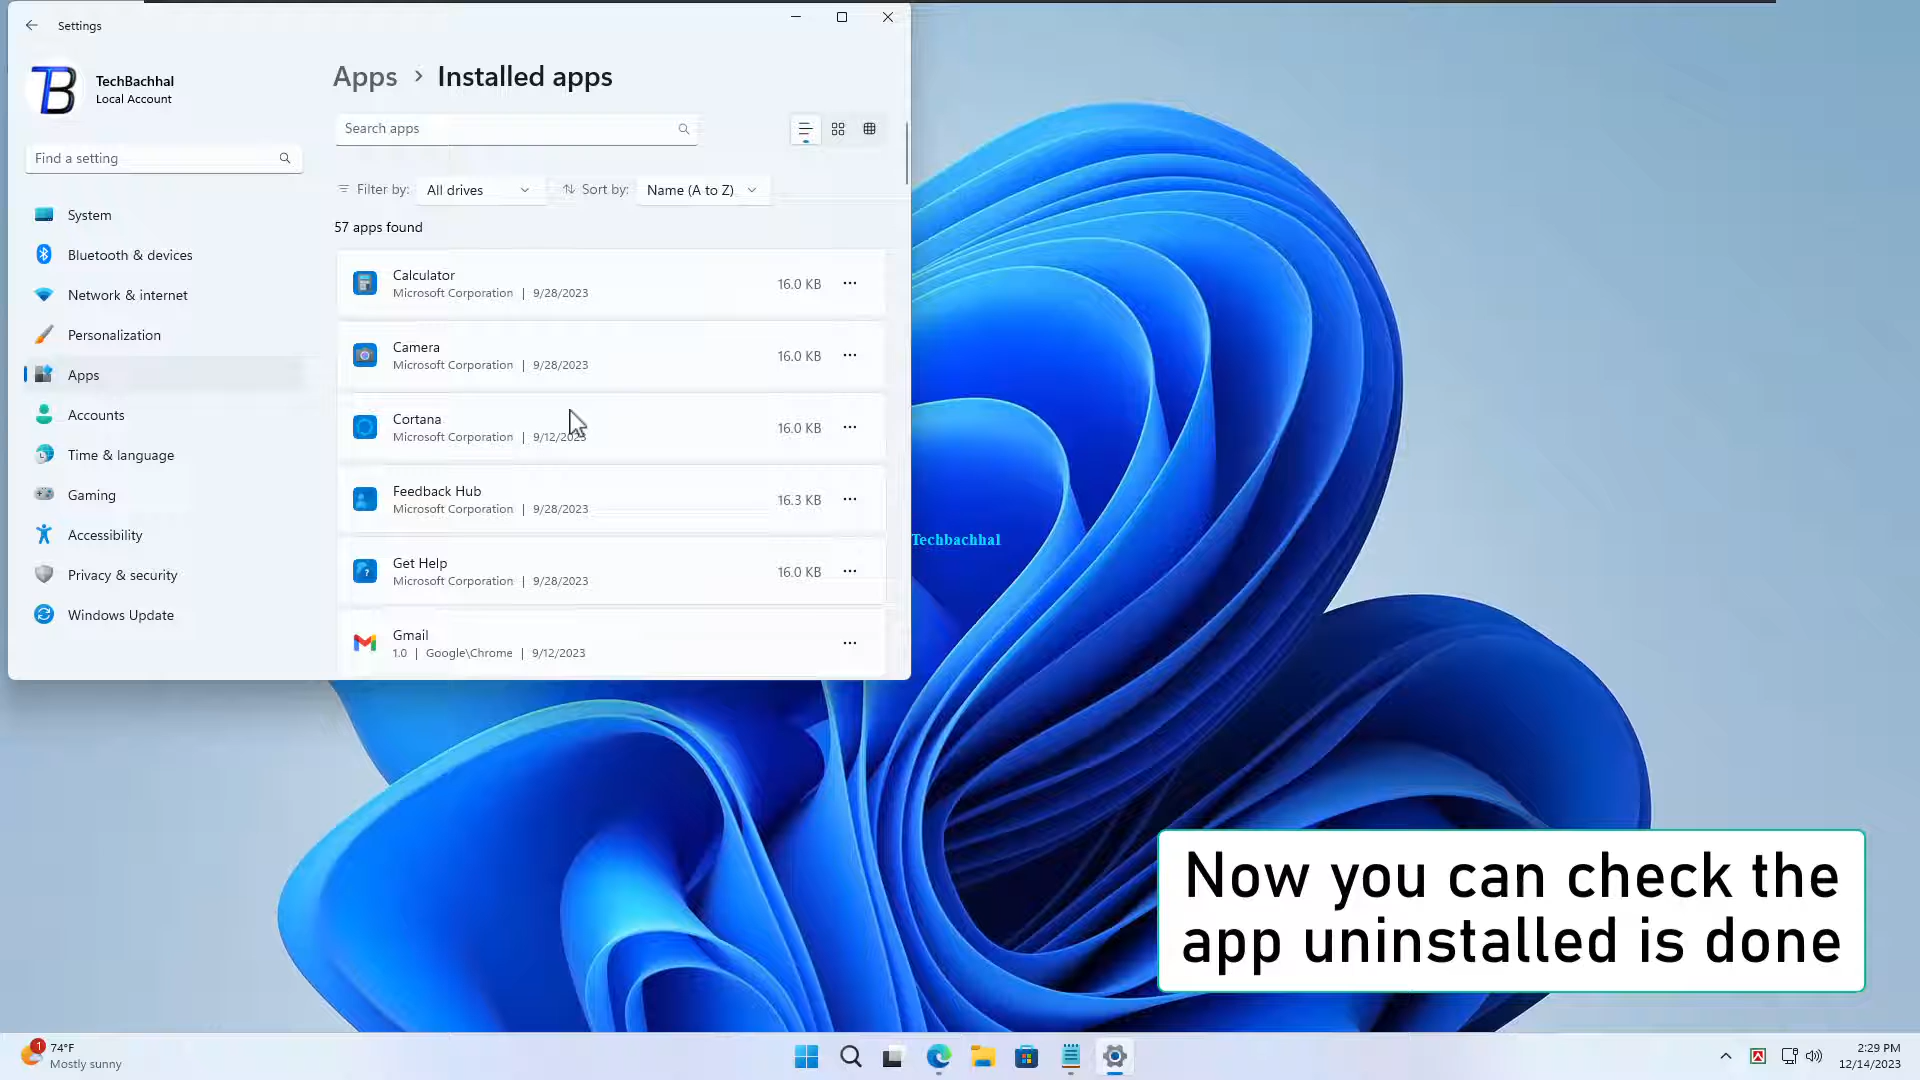 Settings
TechBachhal
Local Account
Find a setting
System
Bluetooth & devices
Network & internet
Personalization
Apps
Accounts
Time & language
Gaming
Accessibility
Privacy & security
Windows Update
Apps > Installed apps
Search apps
Filter by: All drives Sort by: Name (A to Z)
57 apps found
Calculator
Microsoft Corporation | 9/28/2023
16.0 KB
Camera
Microsoft Corporation | 9/28/2023
16.0 KB
Cortana
Microsoft Corporation | 9/12/2023
16.0 KB
Feedback Hub
Microsoft Corporation | 9/28/2023
16.3 KB
Get Help
Microsoft Corporation | 9/28/2023
16.0 KB
Gmail
1.0 | Google\Chrome | 9/12/2023
Techbachhal
Now you can check the
app uninstalled is done
1
74°F
Mostly sunny
2:29 PM
12/14/2023